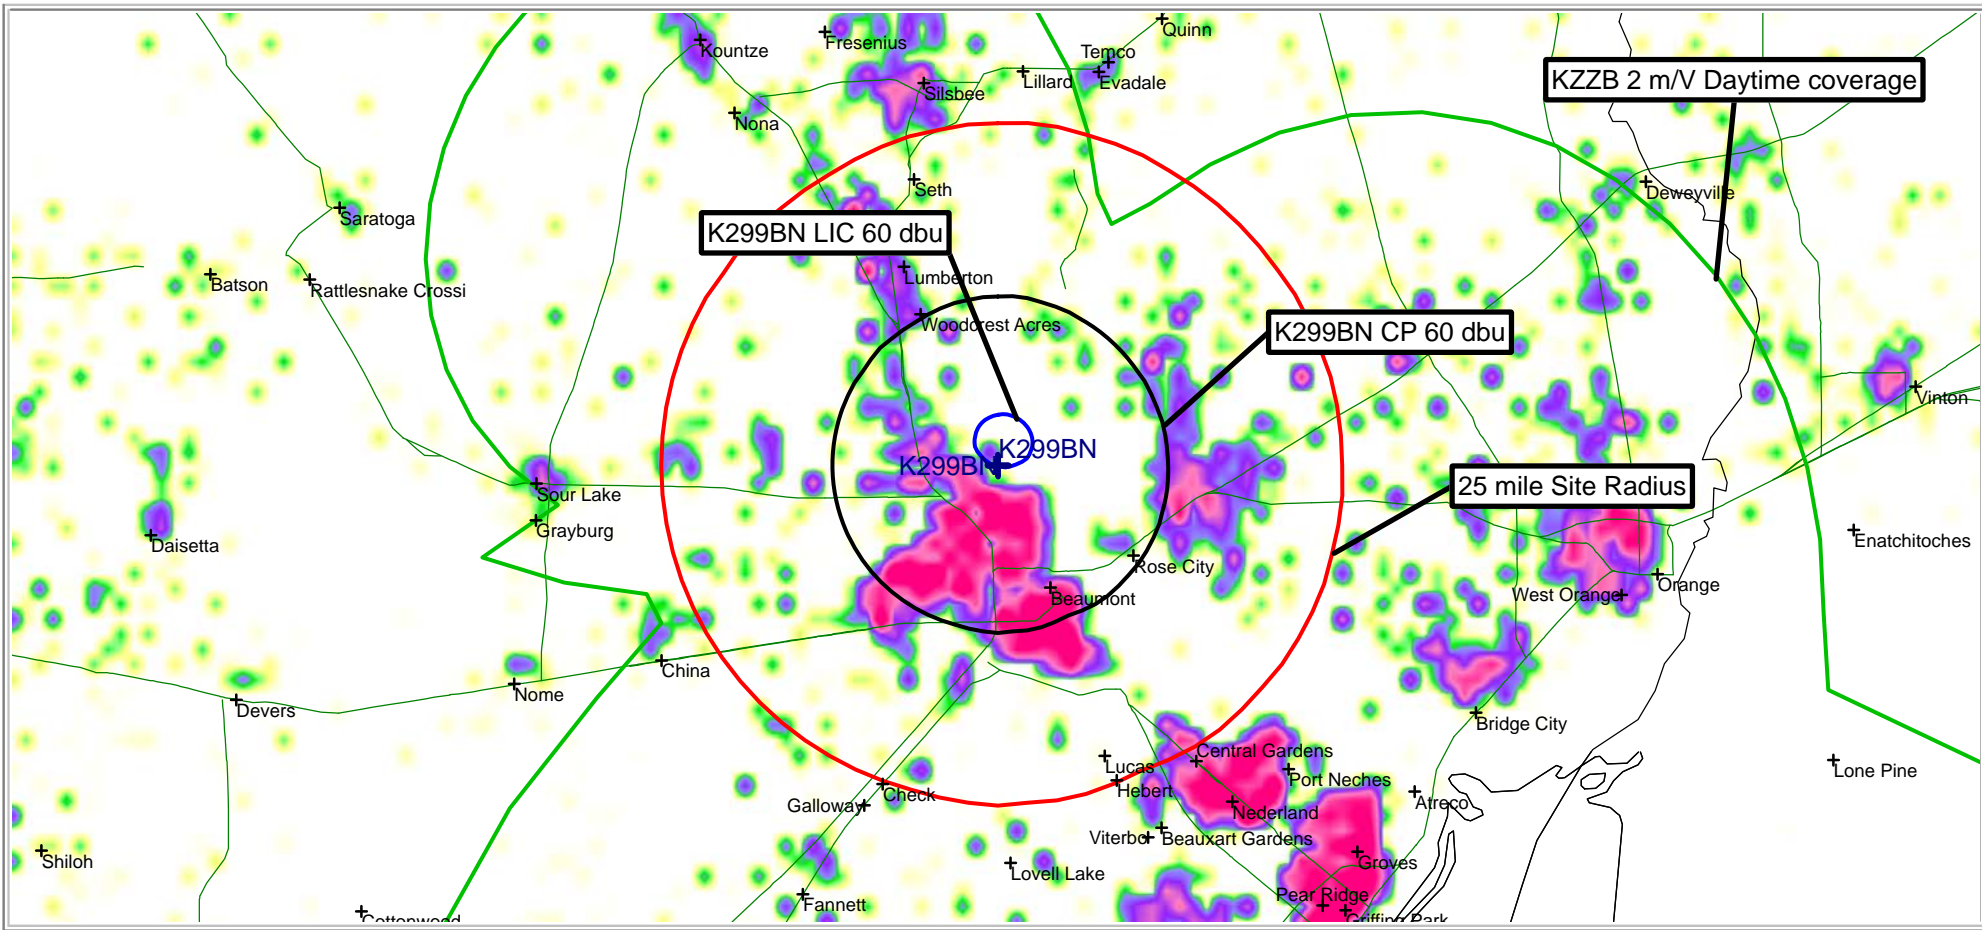 Quinn
Fresenius
Kountze
Temco
Lillard
Evadale
KZZB 2 m/V Daytime coverage
Silsbee
Nona
Seth
Deweyville
Saratoga
K299BN LIC 60 dbu
Lumberton
Batson
Rattlesnake Crossi
Woodcrest Acres
K299BN CP 60 dbu
Vinton
K299BN
K299BN
Sour Lake
25 mile Site Radius
Grayburg
Daisetta
Enatchitoches
Rose City
Orange
West Orange
Beaumont
China
Nome
Devers
Bridge City
Central Gardens
Lucas
Port Neches
Lone Pine
Hebert
Check
Galloway
Atreco
Nederland
Viterbo
Beauxart Gardens
Shiloh
Groves
Lovell Lake
Pear Ridge
Fannett
Cottonwood
Griffing Park